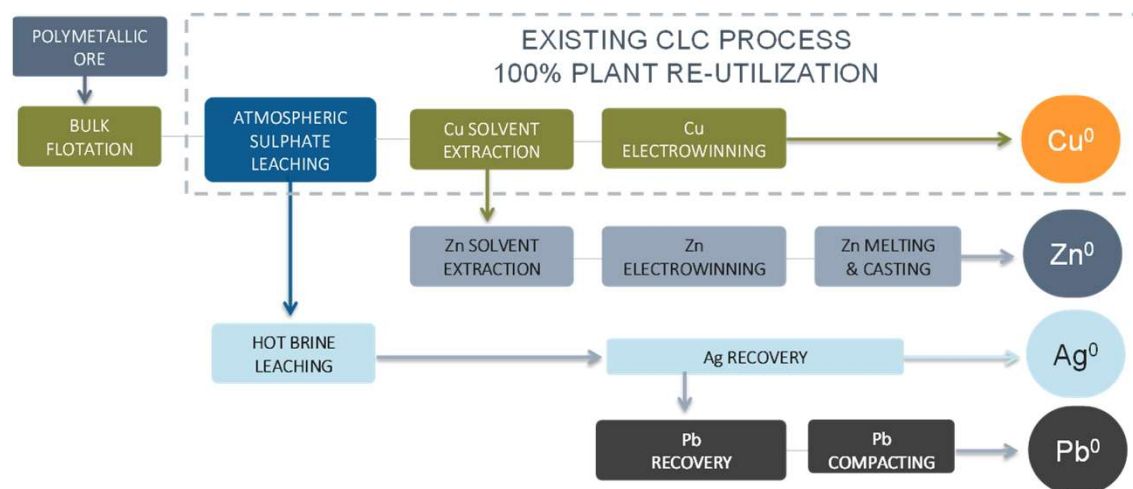 POLYMETALLIC
ORE
EXISTING CLC PROCESS
100% PLANT RE-UTILIZATION
BULK
FLOTATION
ATMOSPHERIC
SULPHATE
LEACHING
Cu SOLVENT
EXTRACTION
Cu
ELECTROWINNING
Cu⁰
Zn SOLVENT
EXTRACTION
Zn
ELECTROWINNING
Zn MELTING
& CASTING
Zn⁰
HOT BRINE
LEACHING
Ag RECOVERY
Ag⁰
Pb
RECOVERY
Pb
COMPACTING
Pb⁰